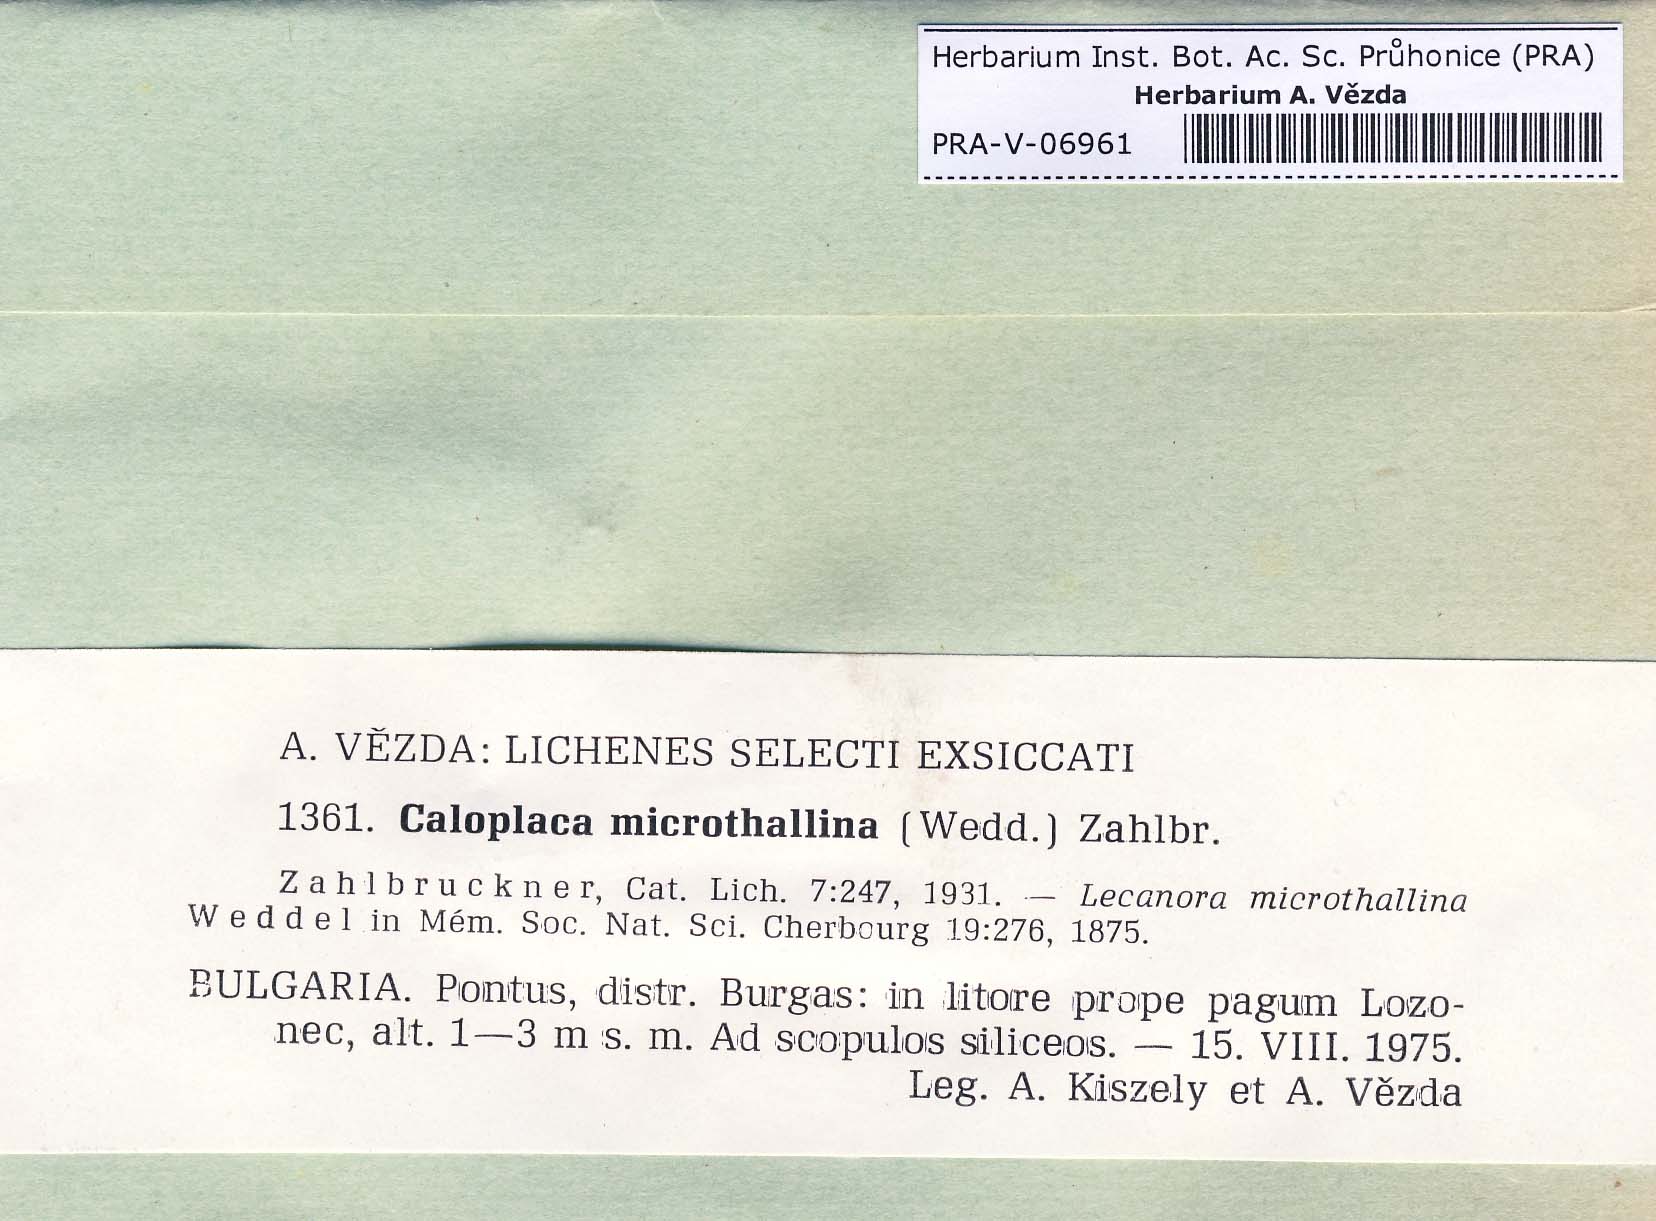 Herbarium Inst. Bot. Ac. Sc. Průhonice (PRA)
Herbarium A. Vězda
PRA-V-06961
A. VĚZDA: LICHENES SELECTI EXSICCATI
1361. Caloplaca microthallina (Wedd.) Zahlbr.
Zahlbruckner, Cat. Lich. 7:247, 1931. — Lecanora microthallina
Weddel in Mém. Soc. Nat. Sci. Cherbourg 19:276, 1875.
BULGARIA. Pontus, distr. Burgas: in litore prope pagum Lozo-
nec, alt. 1—3 m s. m. Ad scopulos siliceos. — 15. VIII. 1975.
Leg. A. Kiszely et A. Vězda